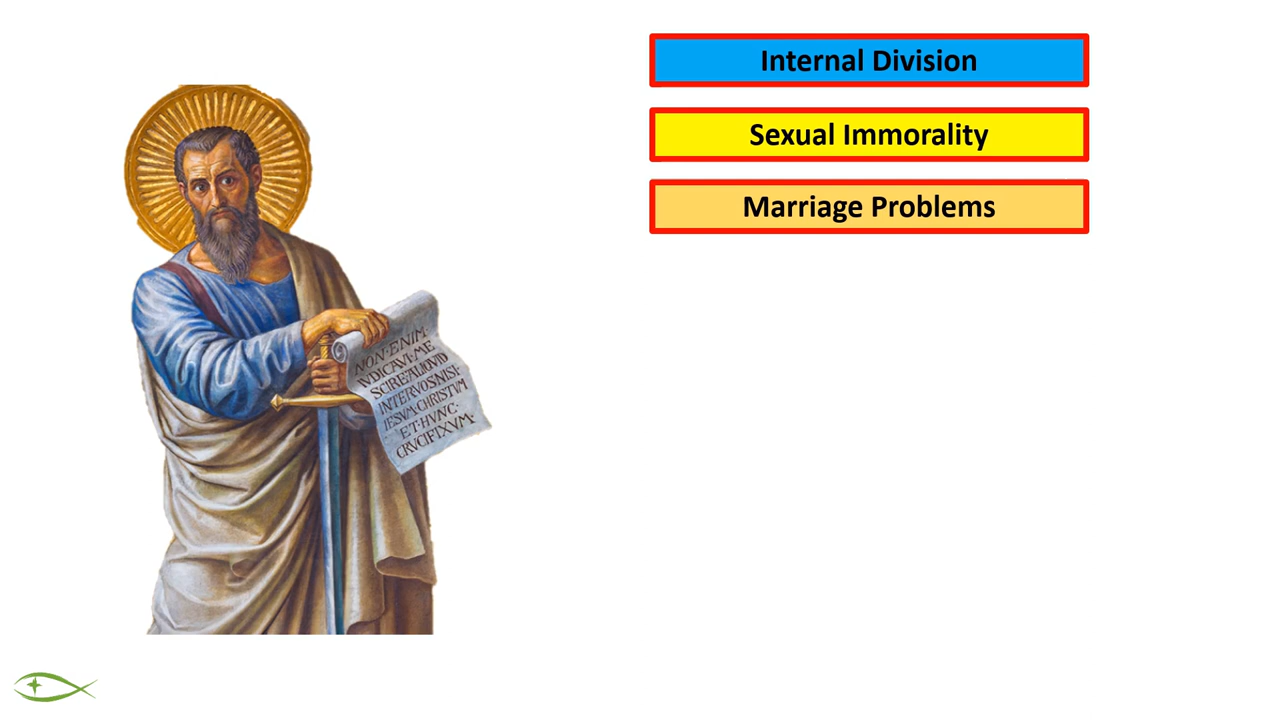 Internal Division
Sexual Immorality
Marriage Problems
NON·ENIM·
IVDICAVI·ME
SCIRE·ALIQVID
INTER·VOS·NISI·
IESVM·CHRISTVM
ET·HVNC·
CRVCIFIXVM·